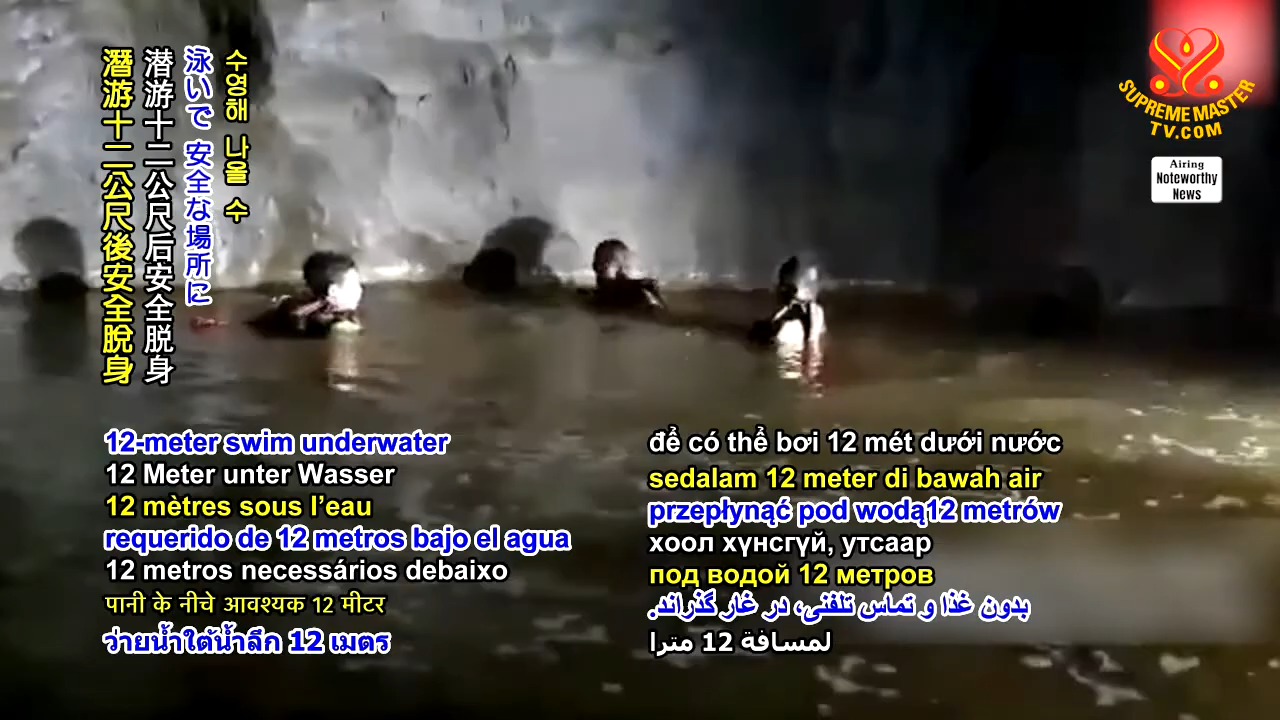 수영해 나올 수
泳いで 安全な場所に
潜游十二公尺后安全脱身
潛游十二公尺後安全脫身
SUPREME MASTER
TV.COM
Airing
Noteworthy
News
12-meter swim underwater
12 Meter unter Wasser
12 mètres sous l’eau
requerido de 12 metros bajo el agua
12 metros necessários debaixo
पानी के नीचे आवश्यक 12 मीटर
ว่ายน้ำใต้น้ำลึก 12 เมตร
để có thể bơi 12 mét dưới nước
sedalam 12 meter di bawah air
przepłynąć pod wodą12 metrów
хоол хүнсгүй, утсаар
под водой 12 метров
بدون غذا و تماس تلفنی، در غار گذراند.
لمسافة 12 مترا